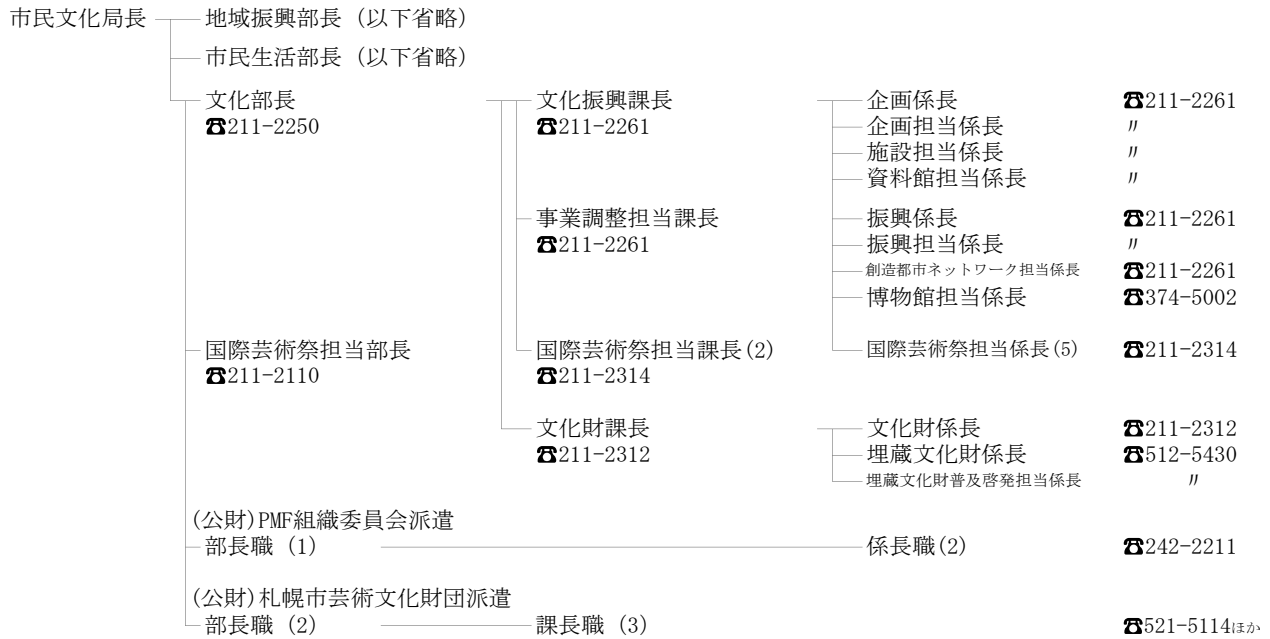 市民文化局長 地域振興部長 (以下省略)
市民生活部長 (以下省略)
文化部長 文化振興課長 企画係長 ☎211-2261
☎211-2250 ☎211-2261 企画担当係長 〃
施設担当係長 〃
資料館担当係長 〃
事業調整担当課長 振興係長 ☎211-2261
☎211-2261 振興担当係長 〃
創造都市ネットワーク担当係長 ☎211-2261
博物館担当係長 ☎374-5002
国際芸術祭担当部長 国際芸術祭担当課長(2) 国際芸術祭担当係長(5) ☎211-2314
☎211-2110 ☎211-2314
文化財課長 文化財係長 ☎211-2312
☎211-2312 埋蔵文化財係長 ☎512-5430
埋蔵文化財普及啓発担当係長 〃
(公財)PMF組織委員会派遣
部長職 (1) 係長職(2) ☎242-2211
(公財)札幌市芸術文化財団派遣
部長職 (2) 課長職 (3) ☎521-5114ほか